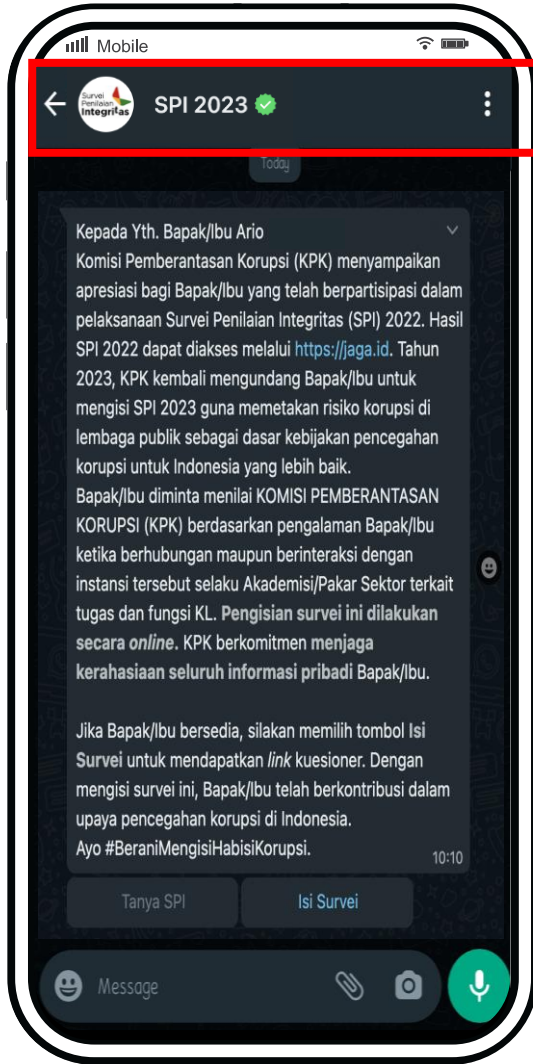 Mobile
Survei
Penilaian
Integritas
SPI 2023
Today
Kepada Yth. Bapak/Ibu Ario
Komisi Pemberantasan Korupsi (KPK) menyampaikan
apresiasi bagi Bapak/Ibu yang telah berpartisipasi dalam
pelaksanaan Survei Penilaian Integritas (SPI) 2022. Hasil
SPI 2022 dapat diakses melalui https://jaga.id. Tahun
2023, KPK kembali mengundang Bapak/Ibu untuk
mengisi SPI 2023 guna memetakan risiko korupsi di
lembaga publik sebagai dasar kebijakan pencegahan
korupsi untuk Indonesia yang lebih baik.
Bapak/Ibu diminta menilai KOMISI PEMBERANTASAN
KORUPSI (KPK) berdasarkan pengalaman Bapak/Ibu
ketika berhubungan maupun berinteraksi dengan
instansi tersebut selaku Akademisi/Pakar Sektor terkait
tugas dan fungsi KL. Pengisian survei ini dilakukan
secara online. KPK berkomitmen menjaga
kerahasiaan seluruh informasi pribadi Bapak/Ibu.
Jika Bapak/Ibu bersedia, silakan memilih tombol Isi
Survei untuk mendapatkan link kuesioner. Dengan
mengisi survei ini, Bapak/Ibu telah berkontribusi dalam
upaya pencegahan korupsi di Indonesia.
Ayo #BeraniMengisiHabisiKorupsi.
10:10
Tanya SPI
Isi Survei
Message